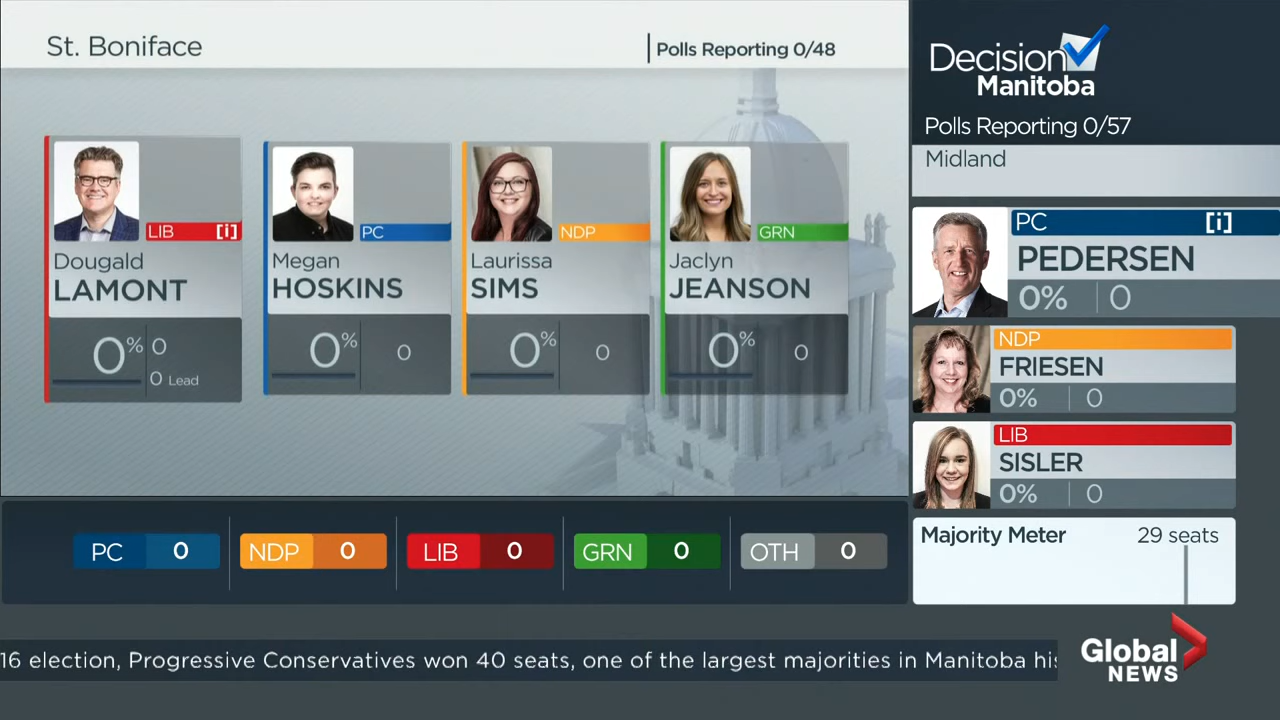 St. Boniface
Polls Reporting 0/48
LIB [i]
Dougald
LAMONT
0% 0
0 Lead
PC
Megan
HOSKINS
0% 0
NDP
Laurissa
SIMS
0% 0
GRN
Jaclyn
JEANSON
0% 0
PC 0
NDP 0
LIB 0
GRN 0
OTH 0
Decision
Manitoba
Polls Reporting 0/57
Midland
PC [i]
PEDERSEN
0% 0
NDP
FRIESEN
0% 0
LIB
SISLER
0% 0
Majority Meter 29 seats
16 election, Progressive Conservatives won 40 seats, one of the largest majorities in Manitoba his
Global
NEWS